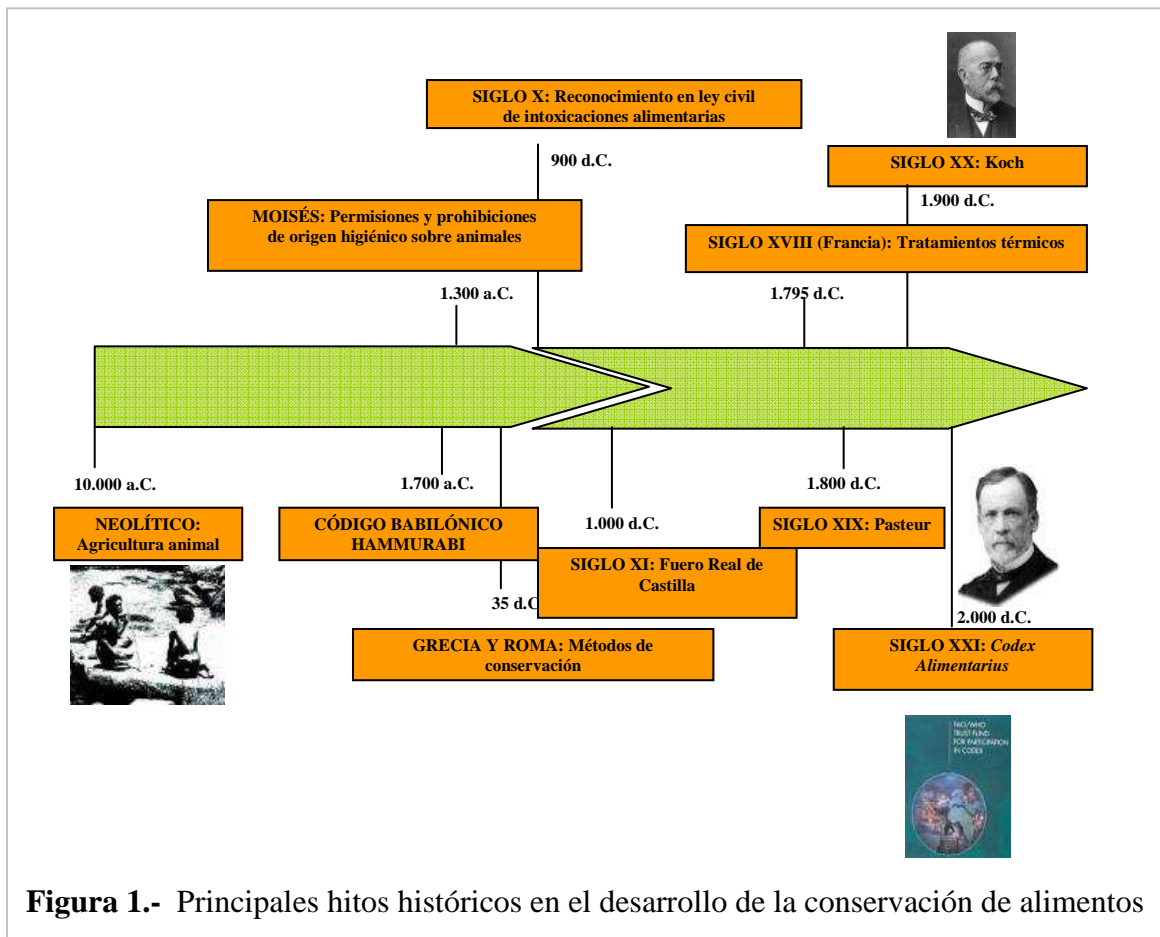 SIGLO X: Reconocimiento en ley civil
de intoxicaciones alimentarias
900 d.C.
SIGLO XX: Koch
1.900 d.C.
MOISÉS: Permisiones y prohibiciones
de origen higiénico sobre animales
SIGLO XVIII (Francia): Tratamientos térmicos
1.300 a.C.
1.795 d.C.
10.000 a.C.
NEOLÍTICO:
Agricultura animal
1.700 a.C.
CÓDIGO BABILÓNICO
HAMMURABI
35 d.C
GRECIA Y ROMA: Métodos de
conservación
1.000 d.C.
SIGLO XI: Fuero Real de
Castilla
1.800 d.C.
SIGLO XIX: Pasteur
2.000 d.C.
SIGLO XXI: Codex
Alimentarius
FAO/WHO
TRUST FUND
FOR PARTICIPATION
IN CODEX
Figura 1.- Principales hitos históricos en el desarrollo de la conservación de alimentos